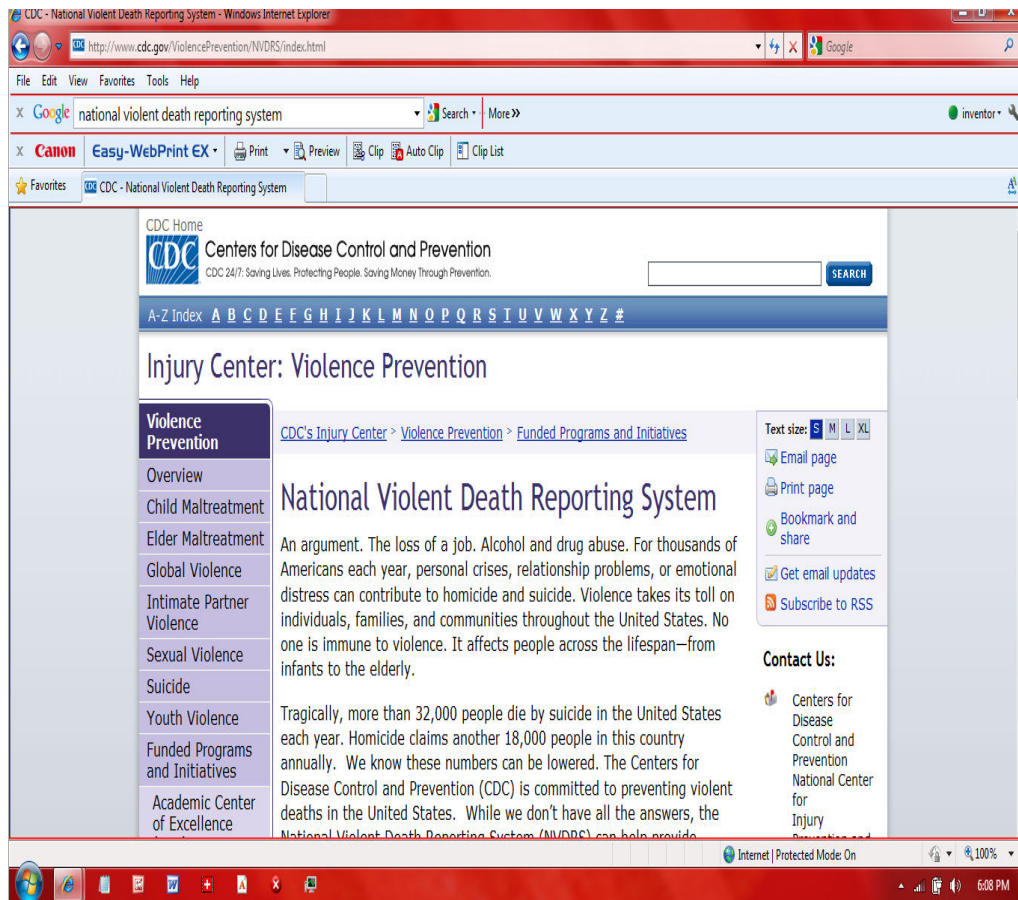 CDC - National Violent Death Reporting System - Windows Internet Explorer
http://www.cdc.gov/ViolencePrevention/NVDRS/index.html
Google
File Edit View Favorites Tools Help
x Google national violent death reporting system Search More >> inventor
x Canon Easy-WebPrint EX Print Preview Clip Auto Clip Clip List
Favorites CDC - National Violent Death Reporting System
CDC Home
CDC Centers for Disease Control and Prevention
CDC 24/7: Saving Lives. Protecting People. Saving Money Through Prevention.
SEARCH
A-Z Index A B C D E F G H I J K L M N O P Q R S T U V W X Y Z #
Injury Center: Violence Prevention
Violence
Prevention
Overview
Child Maltreatment
Elder Maltreatment
Global Violence
Intimate Partner
Violence
Sexual Violence
Suicide
Youth Violence
Funded Programs
and Initiatives
Academic Center
of Excellence
CDC's Injury Center > Violence Prevention > Funded Programs and Initiatives
National Violent Death Reporting System
An argument. The loss of a job. Alcohol and drug abuse. For thousands of
Americans each year, personal crises, relationship problems, or emotional
distress can contribute to homicide and suicide. Violence takes its toll on
individuals, families, and communities throughout the United States. No
one is immune to violence. It affects people across the lifespan—from
infants to the elderly.
Tragically, more than 32,000 people die by suicide in the United States
each year. Homicide claims another 18,000 people in this country
annually. We know these numbers can be lowered. The Centers for
Disease Control and Prevention (CDC) is committed to preventing violent
deaths in the United States. While we don't have all the answers, the
National Violent Death Reporting System (NVDRS) can help provide
Text size: S M L XL
Email page
Print page
Bookmark and
share
Get email updates
Subscribe to RSS
Contact Us:
Centers for
Disease
Control and
Prevention
National Center
for
Injury
Prevention and
Internet | Protected Mode: On 100%
6:08 PM